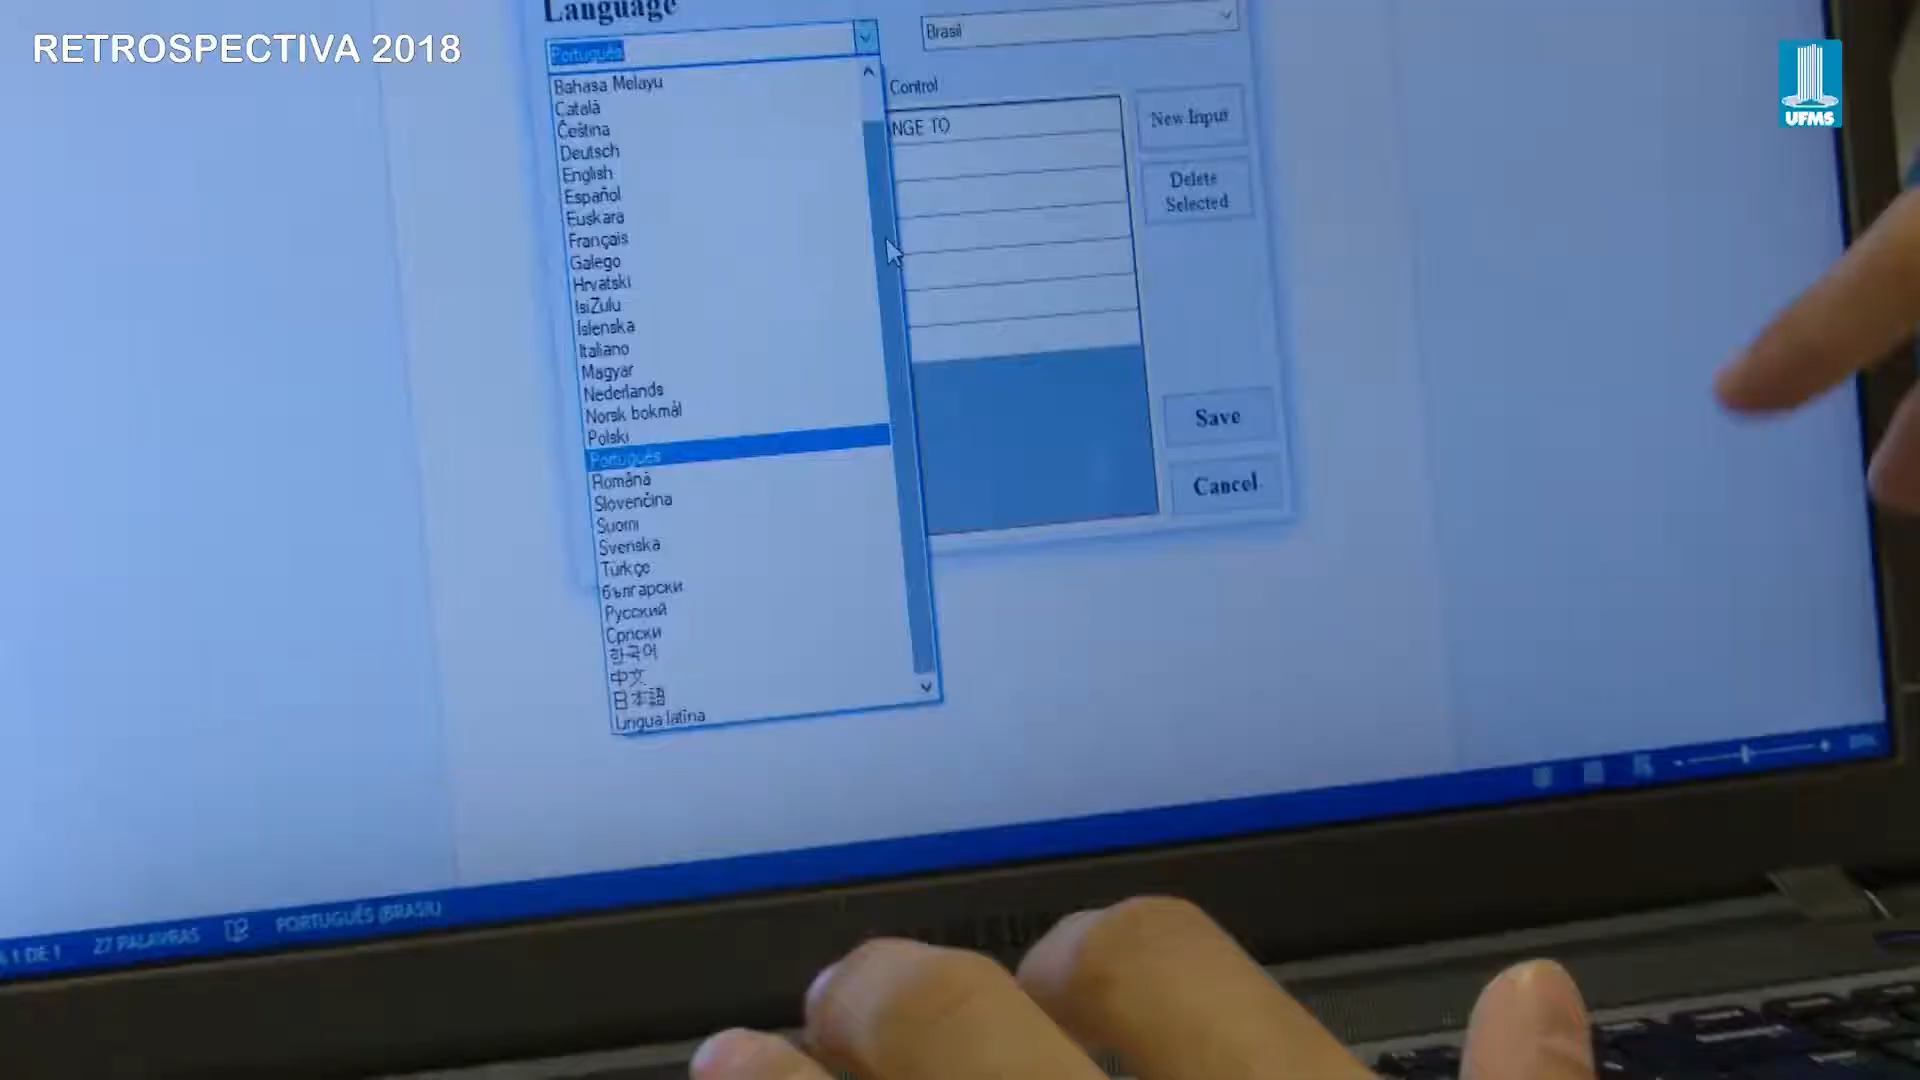 RETROSPECTIVA 2018
UFMS
Language
Português
Brasil
Bahasa Melayu
Català
Čeština
Deutsch
English
Español
Euskara
Français
Galego
Hrvatski
IsiZulu
Íslenska
Italiano
Magyar
Nederlands
Norsk bokmål
Polski
Português
Română
Slovenčina
Suomi
Svenska
Türkçe
български
Русский
Српски
한국어
中文
日本語
Lingua latina
Control
NGE TO
New Input
Delete
Selected
Save
Cancel
1 DE 1
27 PALAVRAS
PORTUGUÊS (BRASIL)